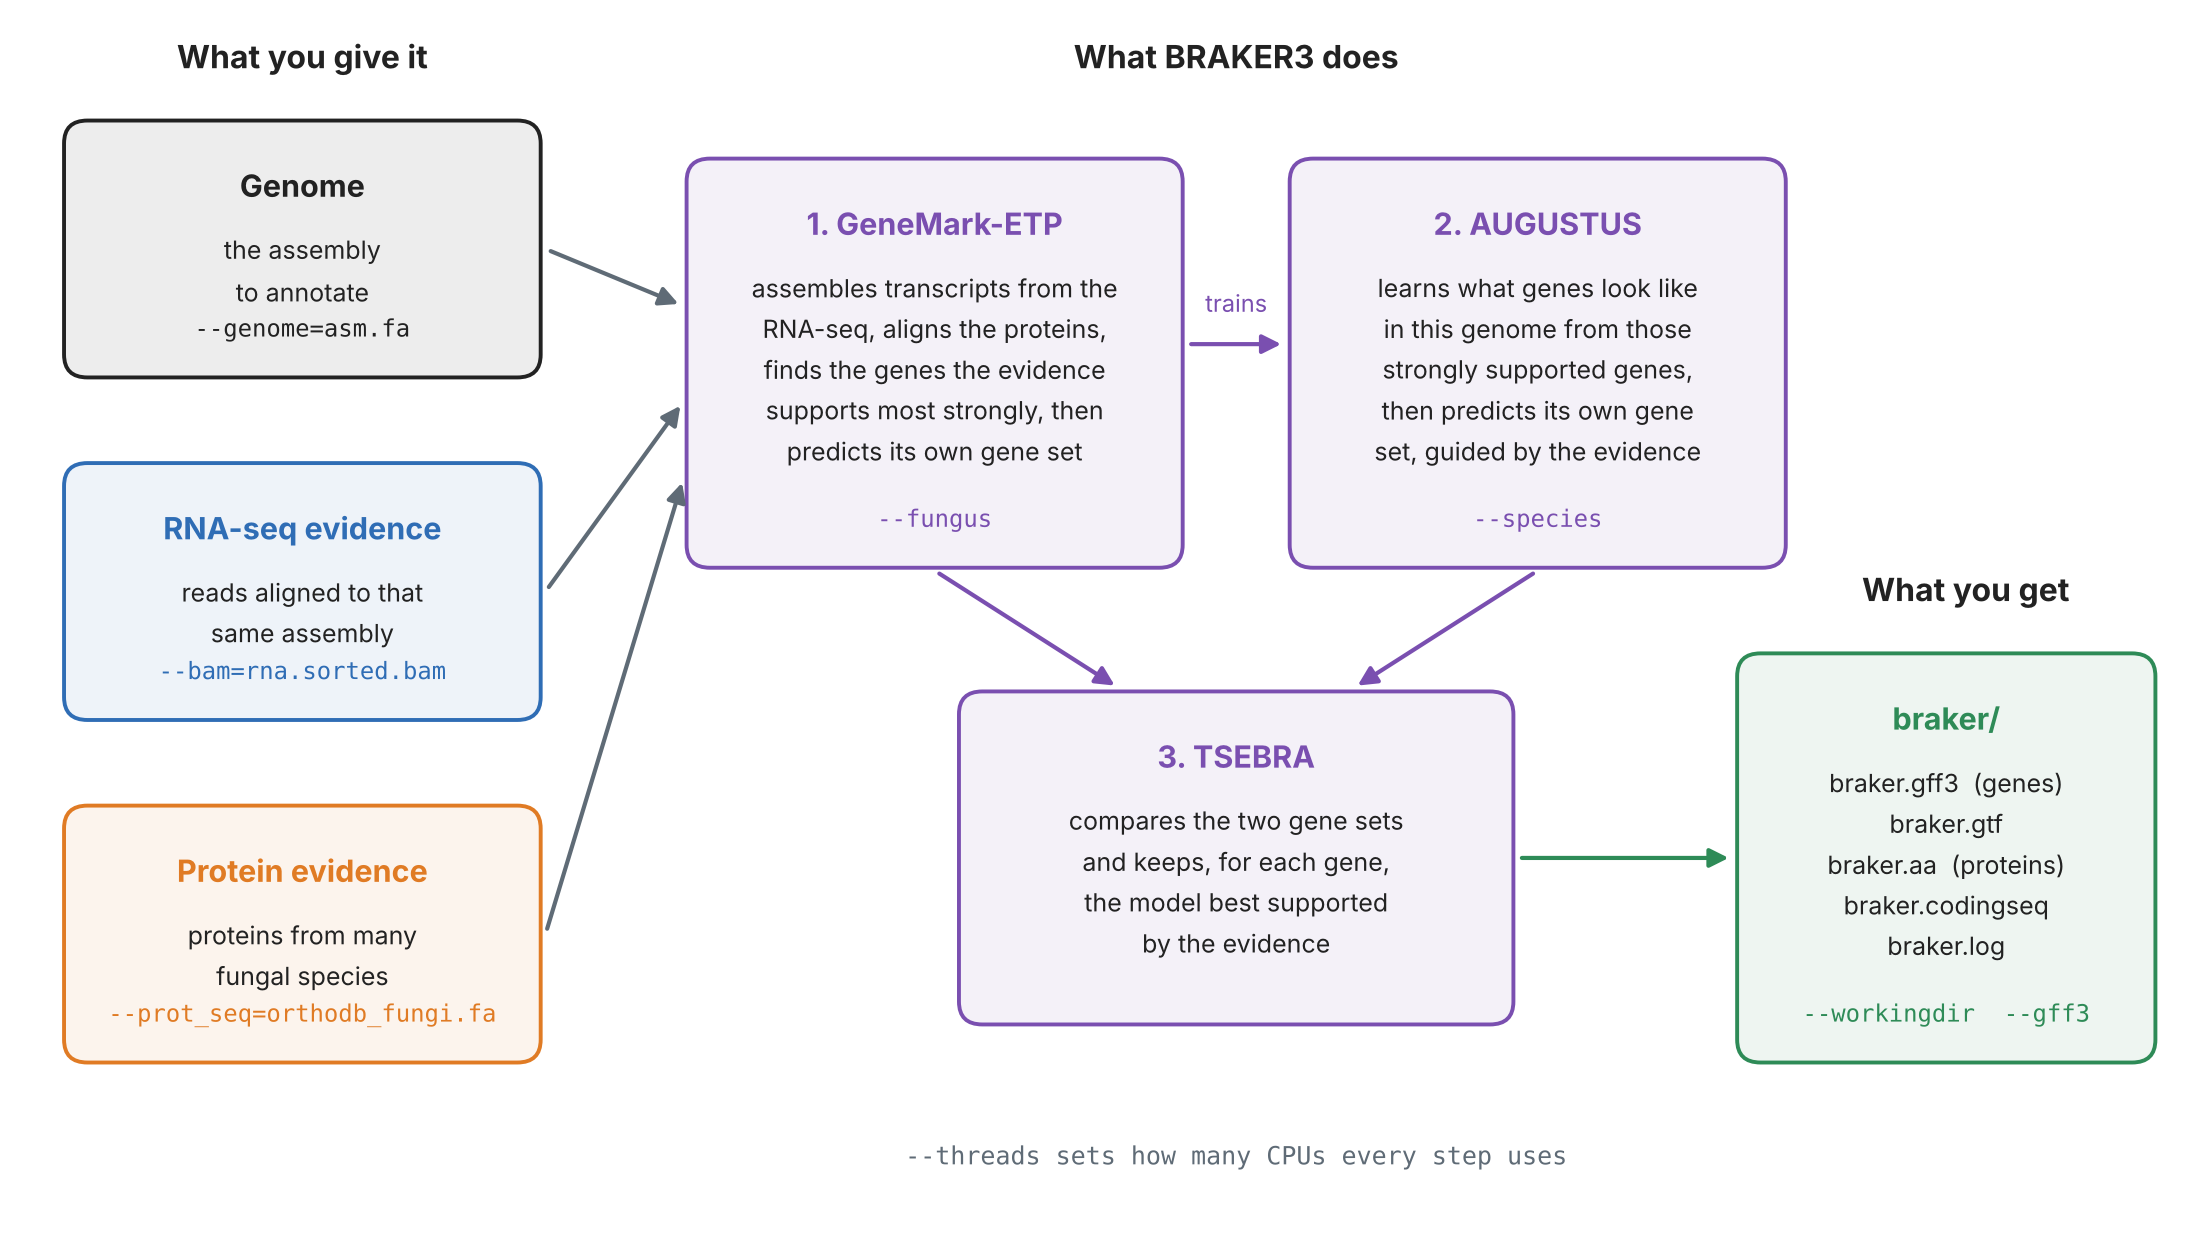 What you give it
What BRAKER3 does
Genome
the assembly
to annotate
--genome=asm.fa
RNA-seq evidence
reads aligned to that
same assembly
--bam=rna.sorted.bam
Protein evidence
proteins from many
fungal species
--prot_seq=orthodb_fungi.fa
1. GeneMark-ETP
assembles transcripts from the
RNA-seq, aligns the proteins,
finds the genes the evidence
supports most strongly, then
predicts its own gene set
--fungus
trains
2. AUGUSTUS
learns what genes look like
in this genome from those
strongly supported genes,
then predicts its own gene
set, guided by the evidence
--species
3. TSEBRA
compares the two gene sets
and keeps, for each gene,
the model best supported
by the evidence
What you get
braker/
braker.gff3 (genes)
braker.gtf
braker.aa (proteins)
braker.codingseq
braker.log
--workingdir --gff3
--threads sets how many CPUs every step uses